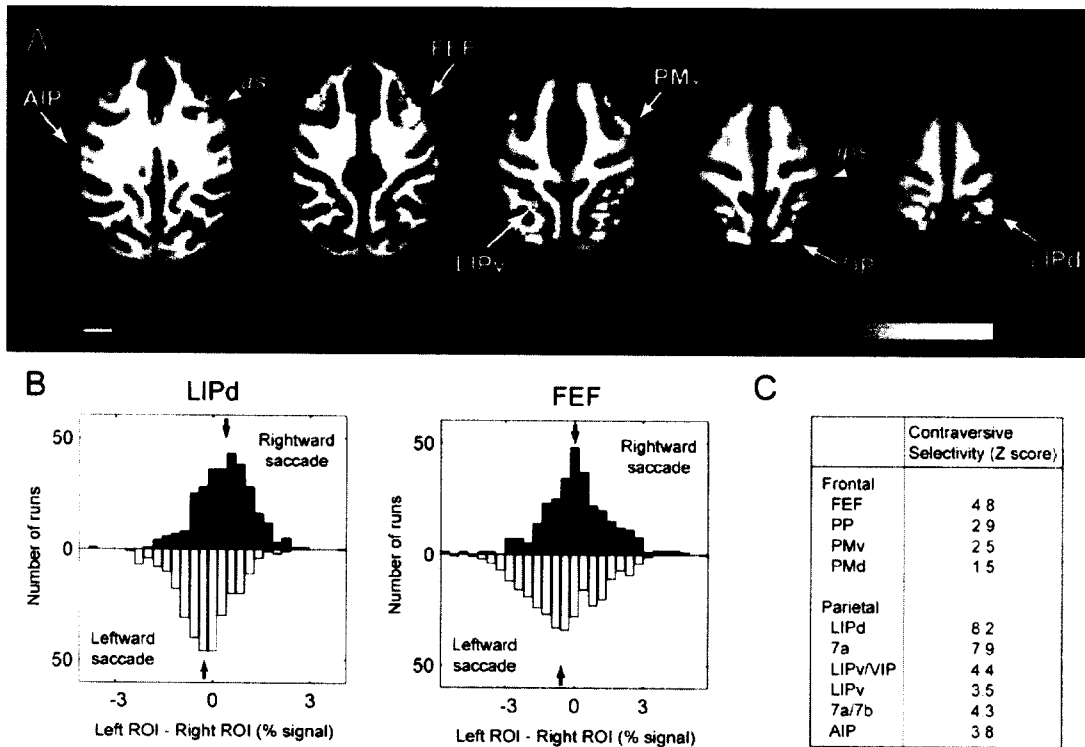 A
AIP
as
FEF
PMv
LIPv
LIPd
B
LIPd
50
0
50
Number of runs
Rightward saccade
Leftward saccade
-3 0 3
Left ROI - Right ROI (% signal)
FEF
50
0
50
Number of runs
Rightward saccade
Leftward saccade
-3 0 3
Left ROI - Right ROI (% signal)
C
Contraversive
Selectivity (Z score)
Frontal
FEF 4 8
PP 2 9
PMv 2 5
PMd 1 5
Parietal
LIPd 8 2
7a 7 9
LIPv/VIP 4 4
LIPv 3 5
7a/7b 4 3
AIP 3 8